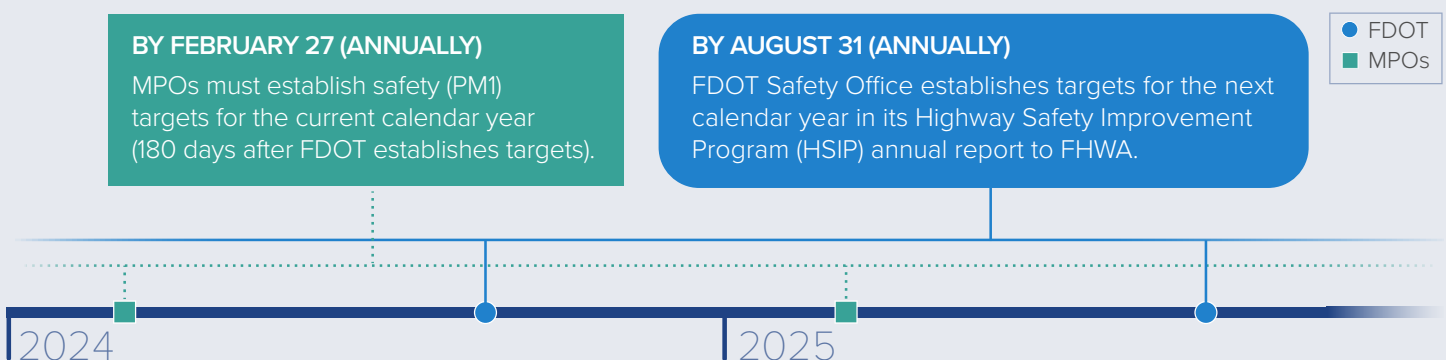 BY FEBRUARY 27 (ANNUALLY)
MPOs must establish safety (PM1)
targets for the current calendar year
(180 days after FDOT establishes targets).
BY AUGUST 31 (ANNUALLY)
FDOT Safety Office establishes targets for the next
calendar year in its Highway Safety Improvement
Program (HSIP) annual report to FHWA.
FDOT
MPOs
2024
2025